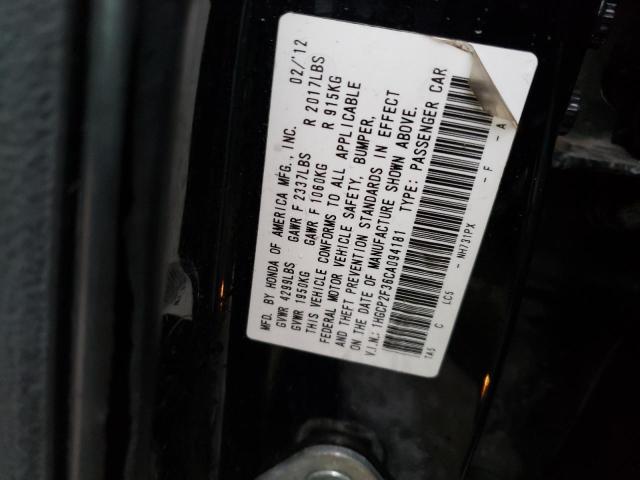 MFD. BY HONDA OF AMERICA MFG., INC. 02/'12
GVWR 4299LBS GAWR F 2337LBS R 2017LBS
GVWR 1950KG GAWR F 1060KG R 915KG
THIS VEHICLE CONFORMS TO ALL APPLICABLE
FEDERAL MOTOR VEHICLE SAFETY, BUMPER,
AND THEFT PREVENTION STANDARDS IN EFFECT
ON THE DATE OF MANUFACTURE SHOWN ABOVE.
V.I.N.: 1HGCP2F36CA094181 TYPE: PASSENGER CAR
TA5 C LC5 - NH731PX - F - A